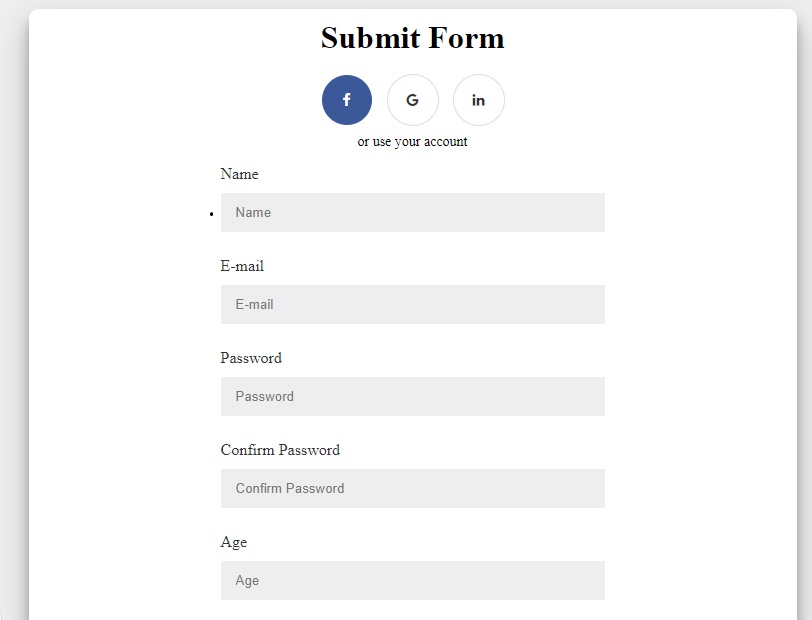 Submit Form
f G in
or use your account
Name
Name
E-mail
E-mail
Password
Password
Confirm Password
Confirm Password
Age
Age